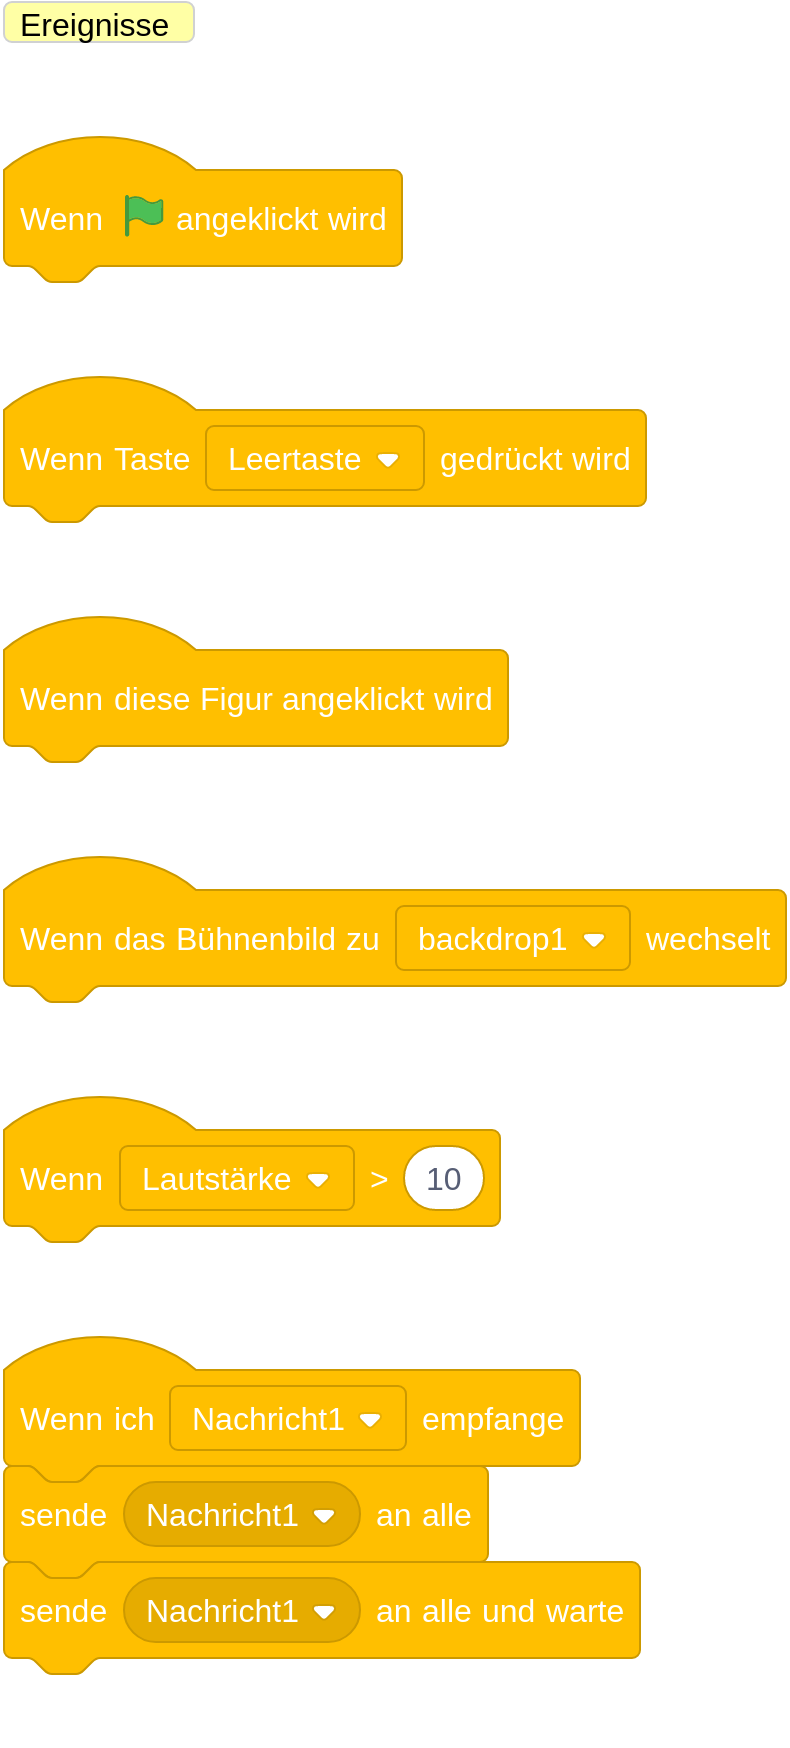 Ereignisse
Wenn angeklickt wird
Wenn Taste Leertaste gedrückt wird
Wenn diese Figur angeklickt wird
Wenn das Bühnenbild zu backdrop1 wechselt
Wenn Lautstärke > 10
Wenn ich Nachricht1 empfange
sende Nachricht1 an alle
sende Nachricht1 an alle und warte